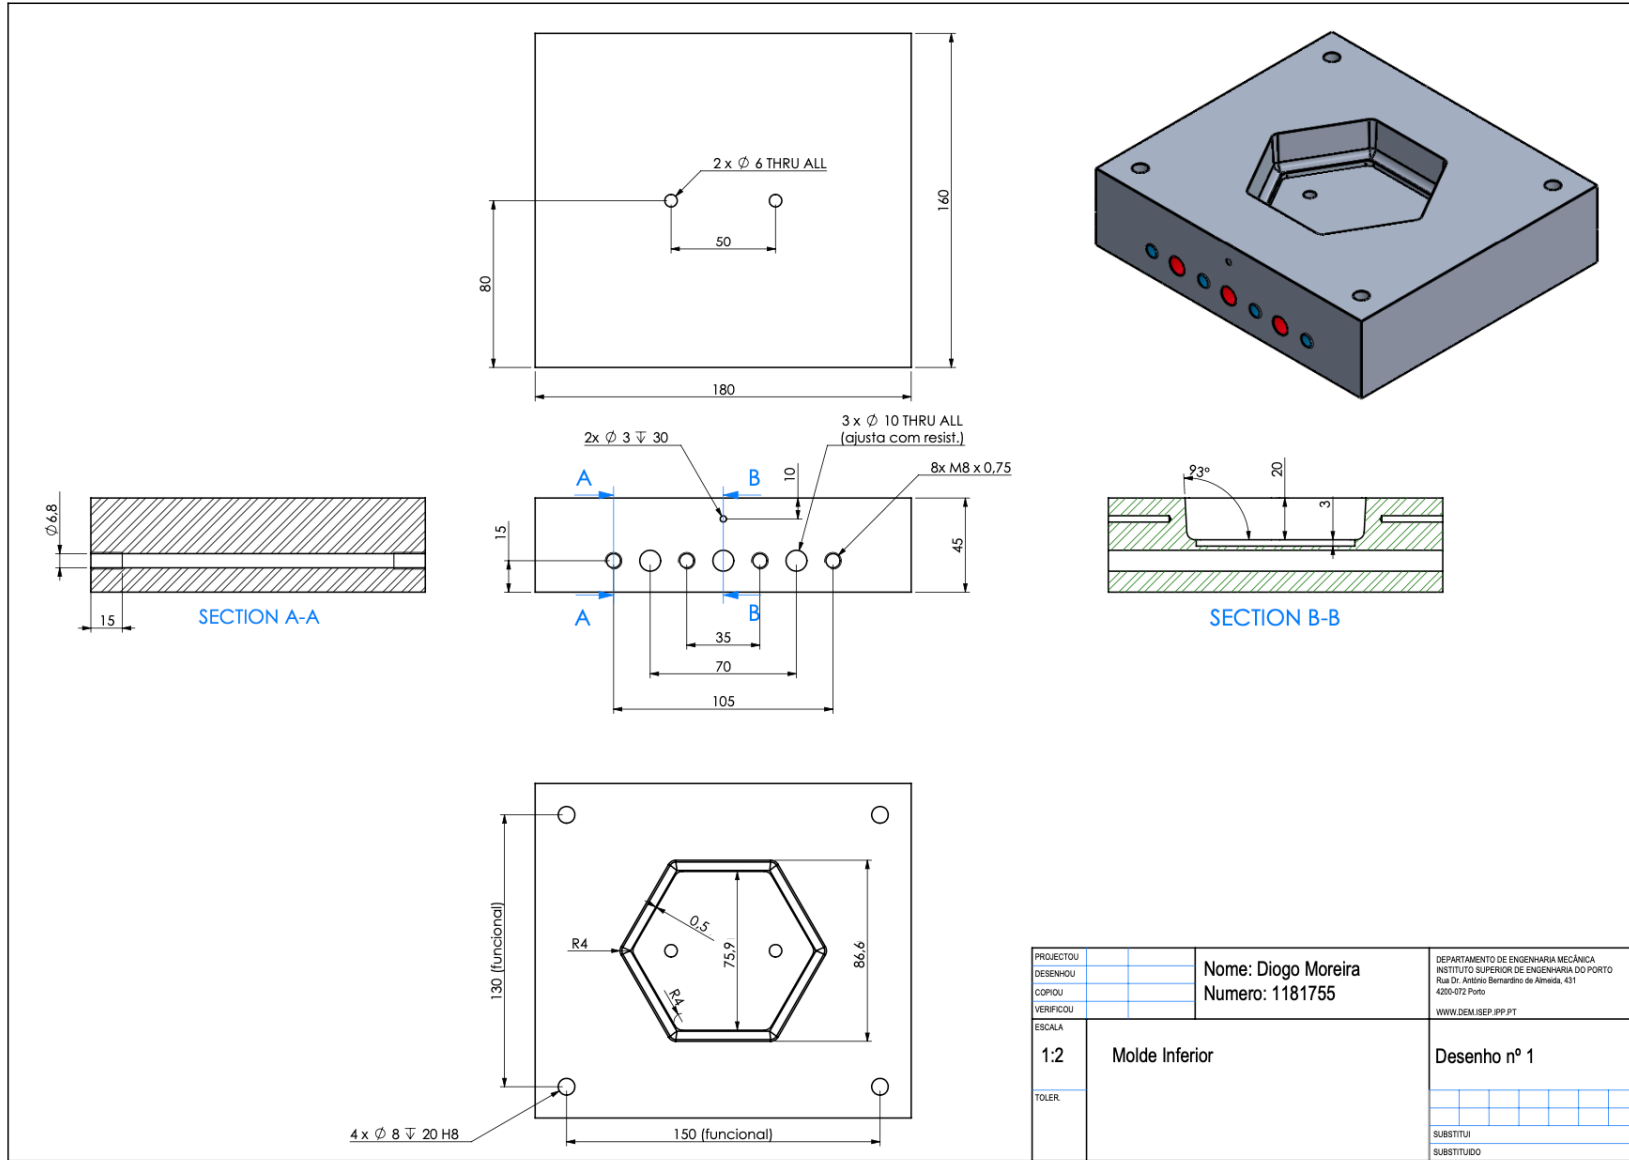 2 x ∅ 6 THRU ALL
50
80
160
180
3 x ∅ 10 THRU ALL
(ajusta com resist.)
2x ∅ 3 ↧ 30
8x M8 x 0,75
A
B
10
15
45
A
B
35
70
105
∅6,8
15
SECTION A-A
93º
20
3
SECTION B-B
130 (funcional)
R4
0,5
75,9
86,6
R4
4 x ∅ 8 ↧ 20 H8
150 (funcional)
PROJECTOU
DESENHOU
COPIOU
VERIFICOU
Nome: Diogo Moreira
Numero: 1181755
DEPARTAMENTO DE ENGENHARIA MECÂNICA
INSTITUTO SUPERIOR DE ENGENHARIA DO PORTO
Rua Dr. António Bernardino de Almeida, 431
4200-072 Porto
WWW.DEM.ISEP.IPP.PT
ESCALA
1:2
Molde Inferior
Desenho nº 1
TOLER.
SUBSTITUI
SUBSTITUIDO